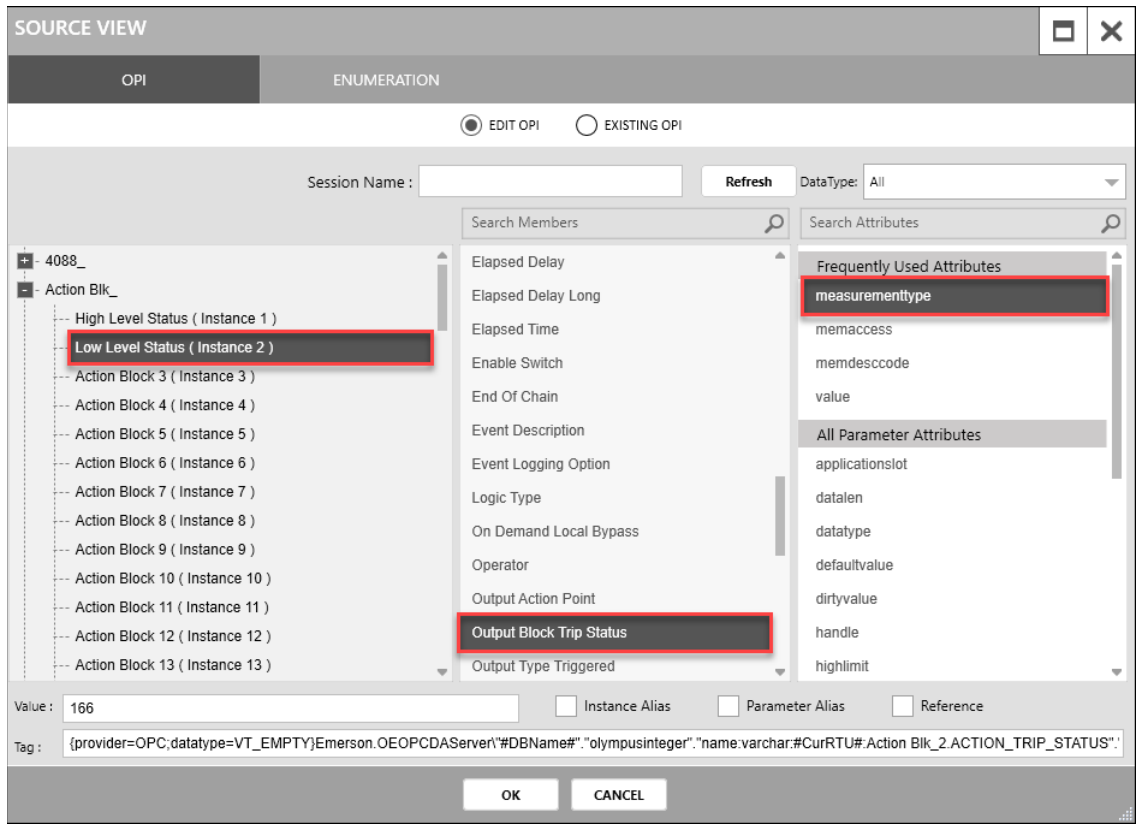 SOURCE VIEW
OPI ENUMERATION
EDIT OPI EXISTING OPI
Session Name : Refresh DataType: All
Search Members Search Attributes
4088_
Action Blk_
High Level Status ( Instance 1 )
Low Level Status ( Instance 2 )
Action Block 3 ( Instance 3 )
Action Block 4 ( Instance 4 )
Action Block 5 ( Instance 5 )
Action Block 6 ( Instance 6 )
Action Block 7 ( Instance 7 )
Action Block 8 ( Instance 8 )
Action Block 9 ( Instance 9 )
Action Block 10 ( Instance 10 )
Action Block 11 ( Instance 11 )
Action Block 12 ( Instance 12 )
Action Block 13 ( Instance 13 )
Elapsed Delay
Elapsed Delay Long
Elapsed Time
Enable Switch
End Of Chain
Event Description
Event Logging Option
Logic Type
On Demand Local Bypass
Operator
Output Action Point
Output Block Trip Status
Output Type Triggered
Frequently Used Attributes
measurementtype
memaccess
memdesccode
value
All Parameter Attributes
applicationslot
datalen
datatype
defaultvalue
dirtyvalue
handle
highlimit
Value : 166 Instance Alias Parameter Alias Reference
Tag : {provider=OPC;datatype=VT_EMPTY}Emerson.OEOPCDAServer\"#DBName#"."olympusinteger"."name:varchar:#CurRTU#:Action Blk_2.ACTION_TRIP_STATUS".'
OK CANCEL